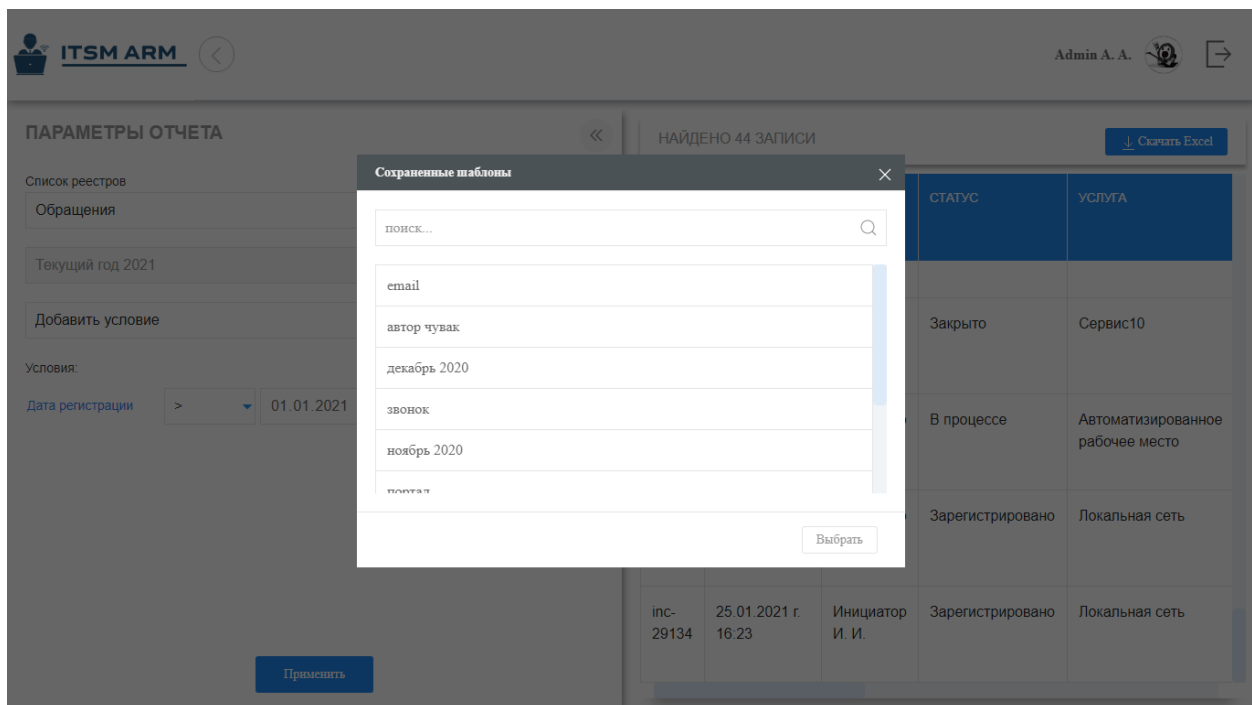 ITSM ARM
Admin A. A.
ПАРАМЕТРЫ ОТЧЕТА
НАЙДЕНО 44 ЗАПИСИ
Скачать Excel
Список реестров
Обращения
Текущий год 2021
Добавить условие
Условия:
Дата регистрации > 01.01.2021
Применить
Сохраненные шаблоны
поиск...
email
автор чувак
декабрь 2020
звонок
ноябрь 2020
портал
Выбрать
СТАТУС УСЛУГА
Закрыто Сервис10
В процессе Автоматизированное
рабочее место
Зарегистрировано Локальная сеть
inc- 25.01.2021 г. Инициатор Зарегистрировано Локальная сеть
29134 16:23 И. И.